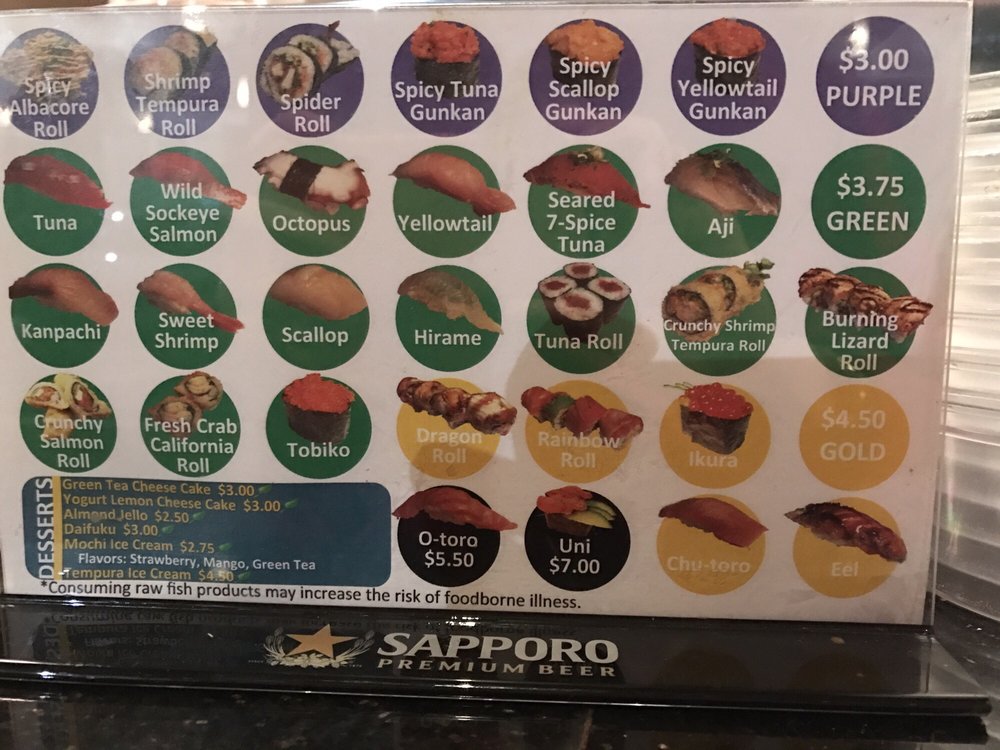 Spicy
Albacore
Roll
Shrimp
Tempura
Roll
Spider
Roll
Spicy Tuna
Gunkan
Spicy
Scallop
Gunkan
Spicy
Yellowtail
Gunkan
$3.00
PURPLE
Tuna
Wild
Sockeye
Salmon
Octopus
Yellowtail
Seared
7-Spice
Tuna
Aji
$3.75
GREEN
Kanpachi
Sweet
Shrimp
Scallop
Hirame
Tuna Roll
Crunchy Shrimp
Tempura Roll
Burning
Lizard
Roll
Crunchy
Salmon
Roll
Fresh Crab
California
Roll
Tobiko
Dragon
Roll
Rainbow
Roll
Ikura
$4.50
GOLD
DESSERTS
Green Tea Cheese Cake $3.00
Yogurt Lemon Cheese Cake $3.00
Almond Jello $2.50
Daifuku $3.00
Mochi Ice Cream $2.75
Flavors: Strawberry, Mango, Green Tea
Tempura Ice Cream $4.50
O-toro
$5.50
Uni
$7.00
Chu-toro
Eel
*Consuming raw fish products may increase the risk of foodborne illness.
SAPPORO
PREMIUM BEER